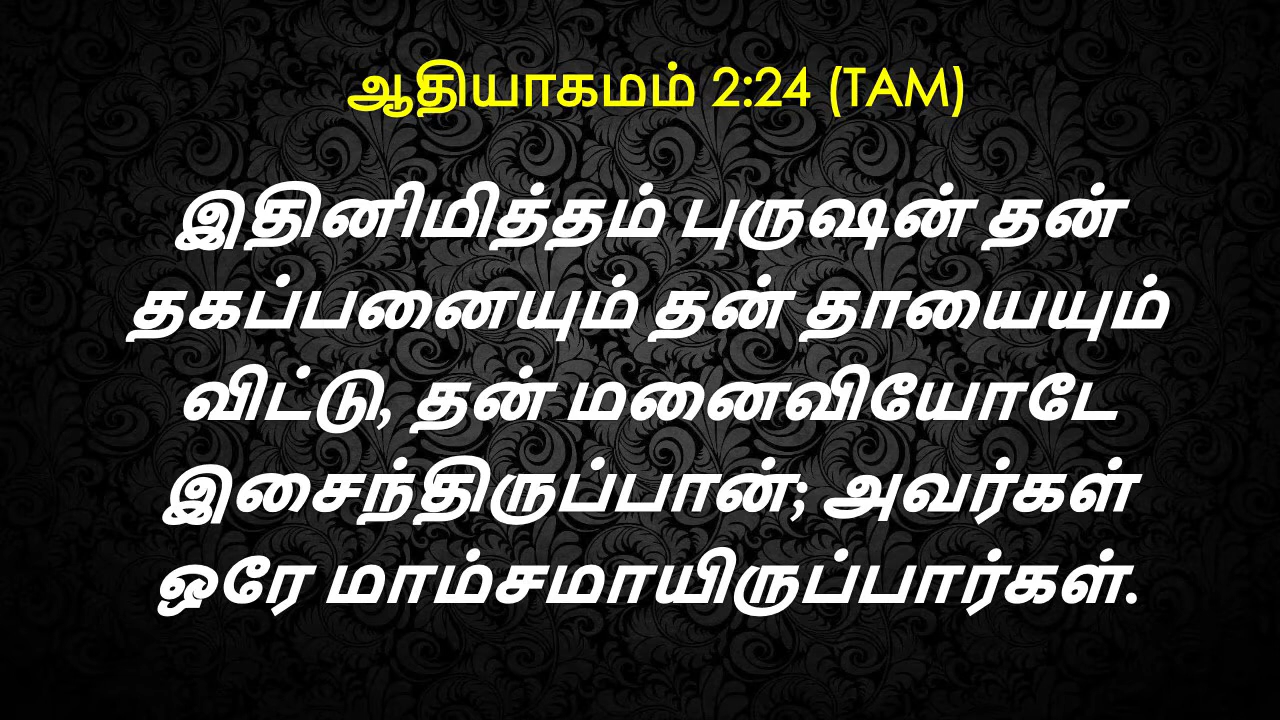 ஆதியாகமம் 2:24 (TAM)
இதினிமித்தம் புருஷன் தன்
தகப்பனையும் தன் தாயையும்
விட்டு, தன் மனைவியோடே
இசைந்திருப்பான்; அவர்கள்
ஒரே மாம்சமாயிருப்பார்கள்.